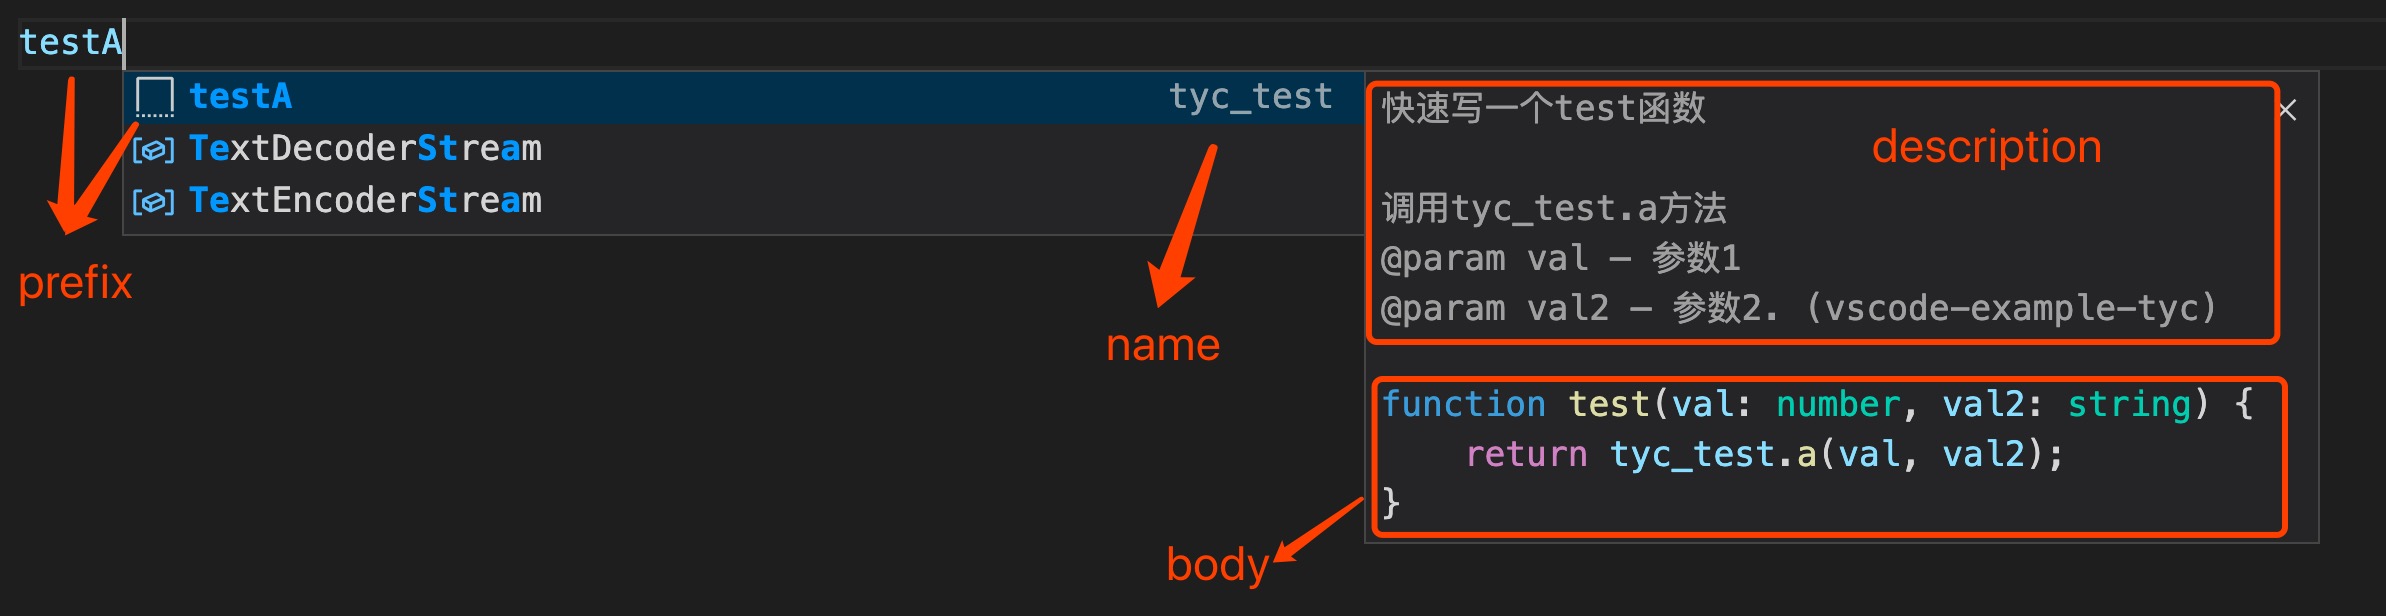 testA
testA tyc_test
TextDecoderStream
TextEncoderStream
prefix
name
快速写一个test函数
description
调用tyc_test.a方法
@param val — 参数1
@param val2 — 参数2. (vscode-example-tyc)
function test(val: number, val2: string) {
    return tyc_test.a(val, val2);
}
body